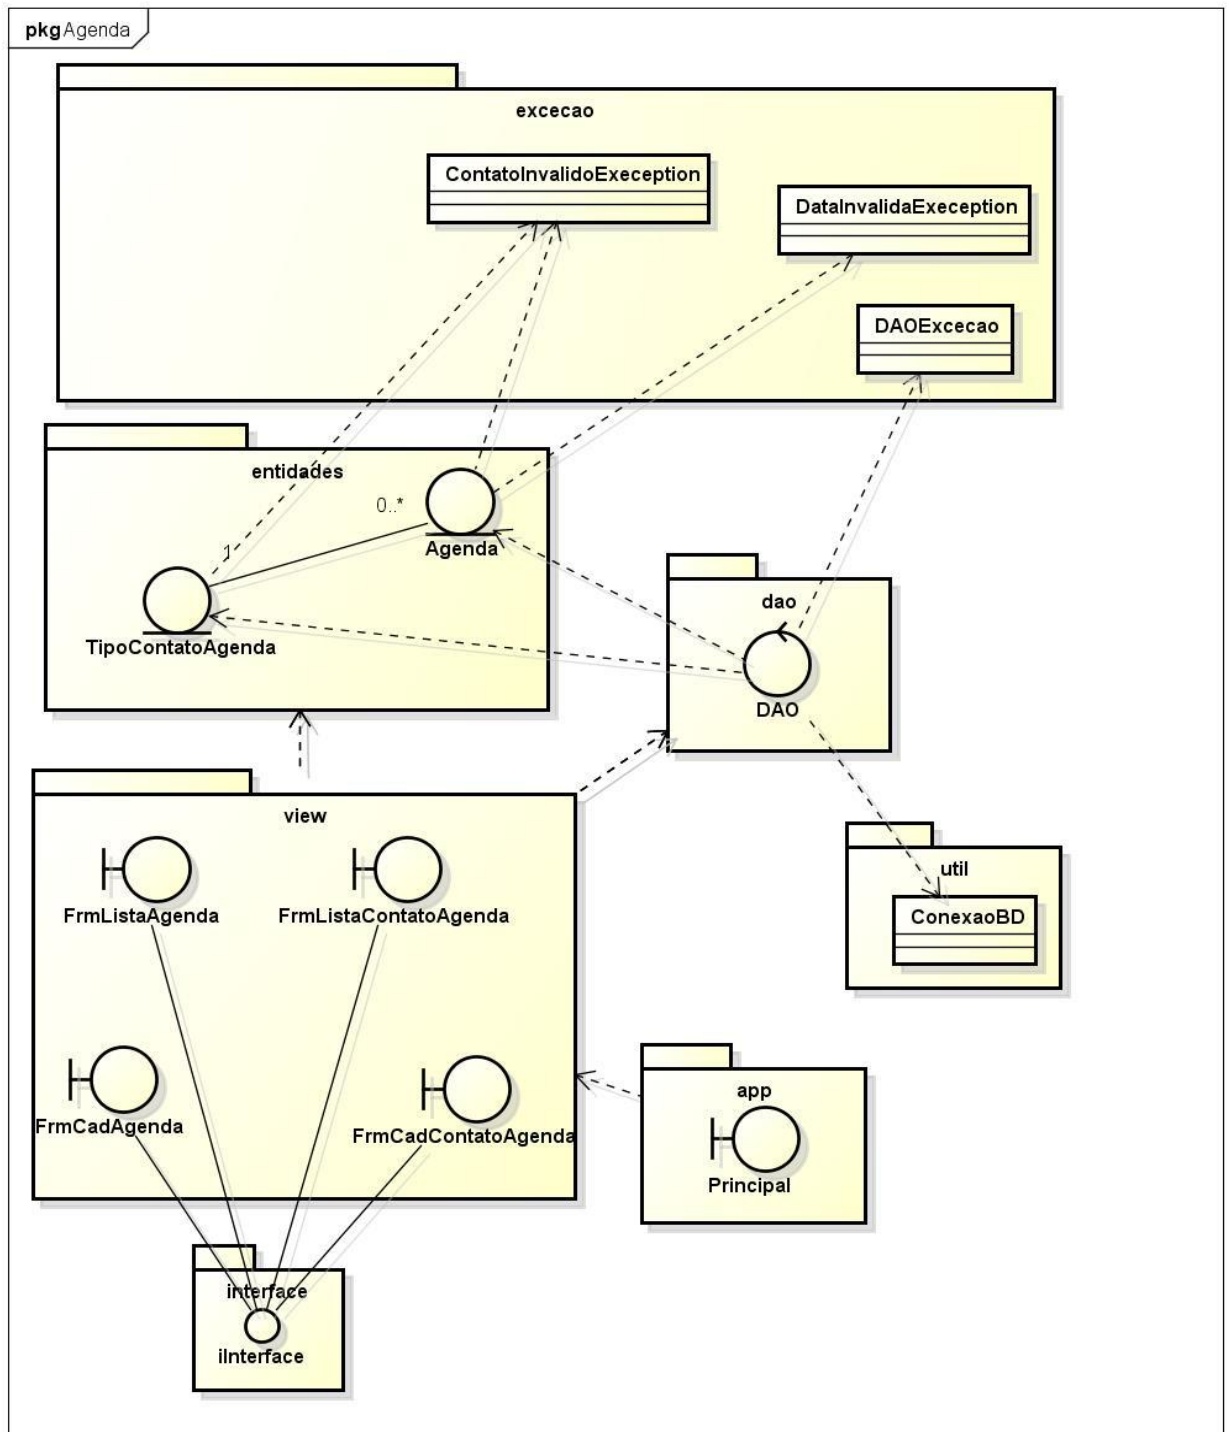 pkg Agenda
excecao
ContatoInvalidoExeception
DataInvalidaExeception
DAOExcecao
entidades
0..*
Agenda
1
TipoContatoAgenda
dao
DAO
view
FrmListaAgenda
FrmListaContatoAgenda
util
ConexaoBD
FrmCadAgenda
FrmCadContatoAgenda
app
Principal
interface
iInterface